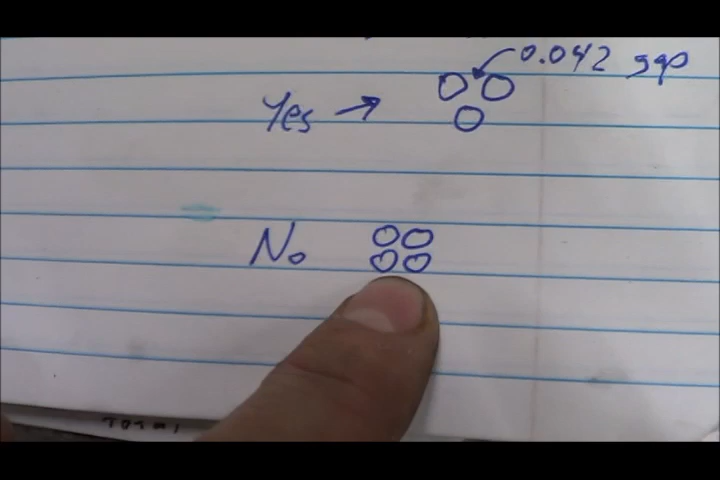 0.042 gap
Yes →
No